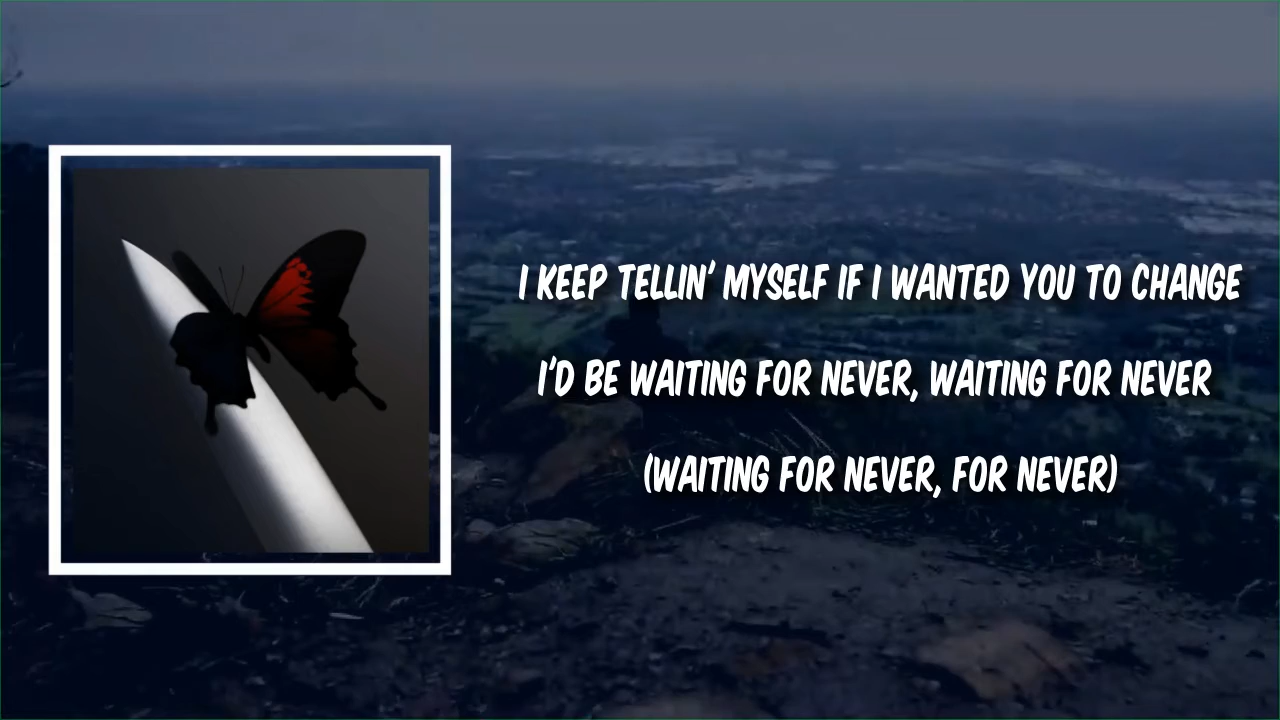 I KEEP TELLIN' MYSELF IF I WANTED YOU TO CHANGE
I'D BE WAITING FOR NEVER, WAITING FOR NEVER
(WAITING FOR NEVER, FOR NEVER)